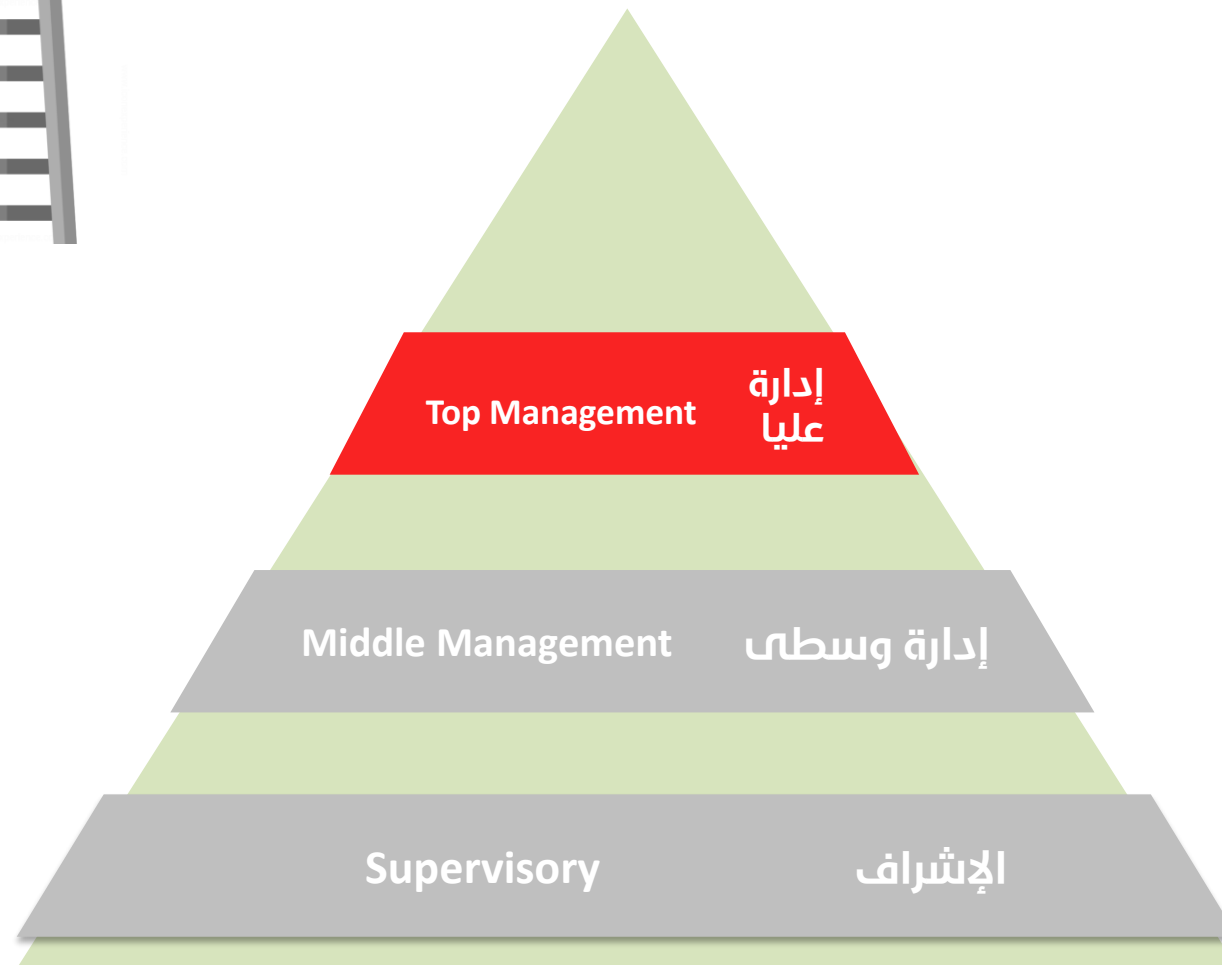 Top Management
إدارة
عليا
Middle Management إدارة وسطى
Supervisory الإشراف